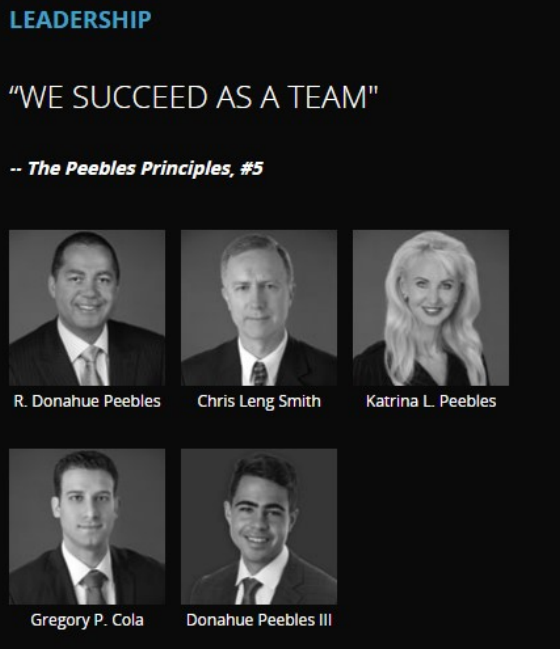 LEADERSHIP
“WE SUCCEED AS A TEAM"
-- The Peebles Principles, #5
R. Donahue Peebles
Chris Leng Smith
Katrina L. Peebles
Gregory P. Cola
Donahue Peebles III